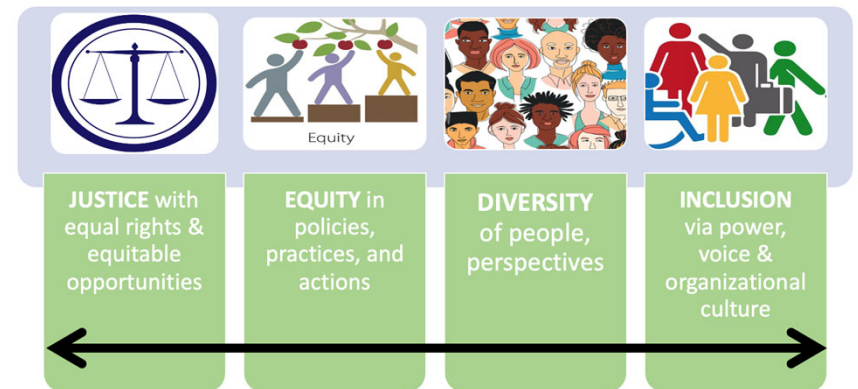 Equity
JUSTICE with
equal rights &
equitable
opportunities
EQUITY in
policies,
practices, and
actions
DIVERSITY
of people,
perspectives
INCLUSION
via power,
voice &
organizational
culture